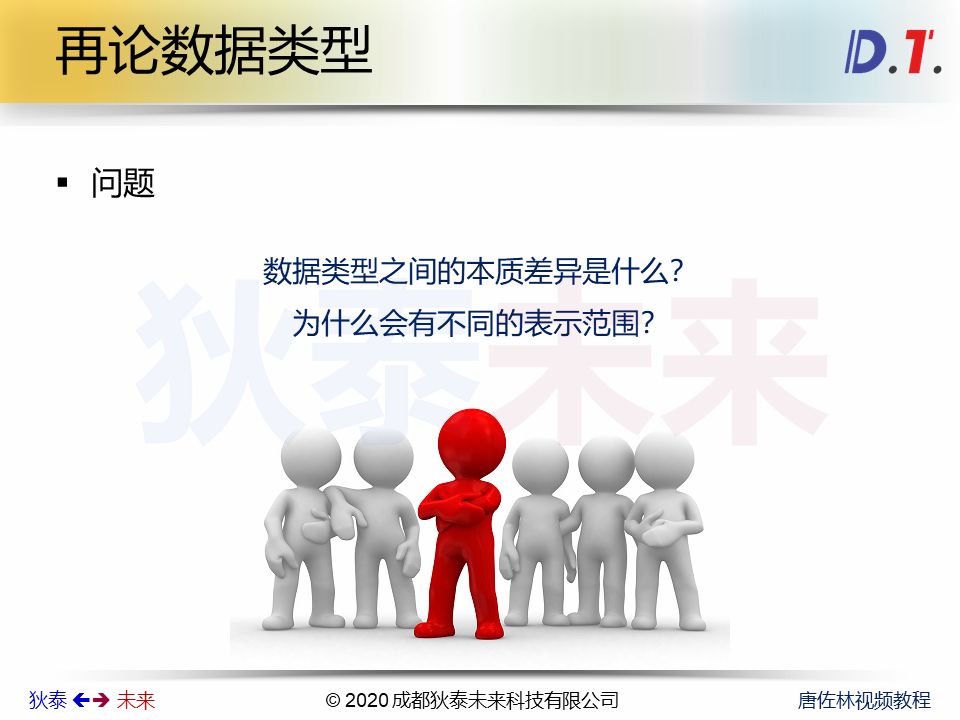 再论数据类型
D.T.
▪ 问题
数据类型之间的本质差异是什么？
为什么会有不同的表示范围？
狄泰未来
狄泰 🡸🡺 未来
© 2020 成都狄泰未来科技有限公司
唐佐林视频教程